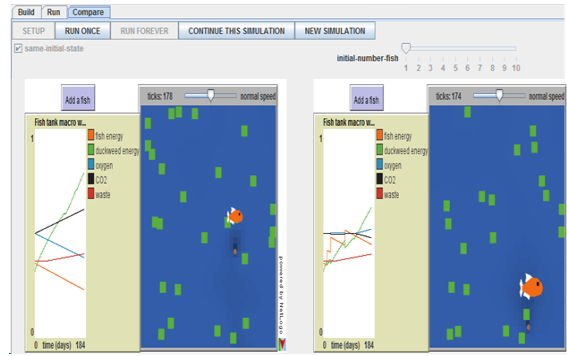 Build Run Compare
SETUP RUN ONCE RUN FOREVER CONTINUE THIS SIMULATION NEW SIMULATION
same-initial-state
initial-number-fish
1 2 3 4 5 6 7 8 9 10
Add a fish
ticks: 178 normal speed
Fish tank macro w...
1
fish energy
duckweed energy
oxygen
CO2
waste
0
0 time (days) 184
powered by NetLogo
Add a fish
ticks: 174 normal speed
Fish tank macro w...
1
fish energy
duckweed energy
oxygen
CO2
waste
0
0 time (days) 184